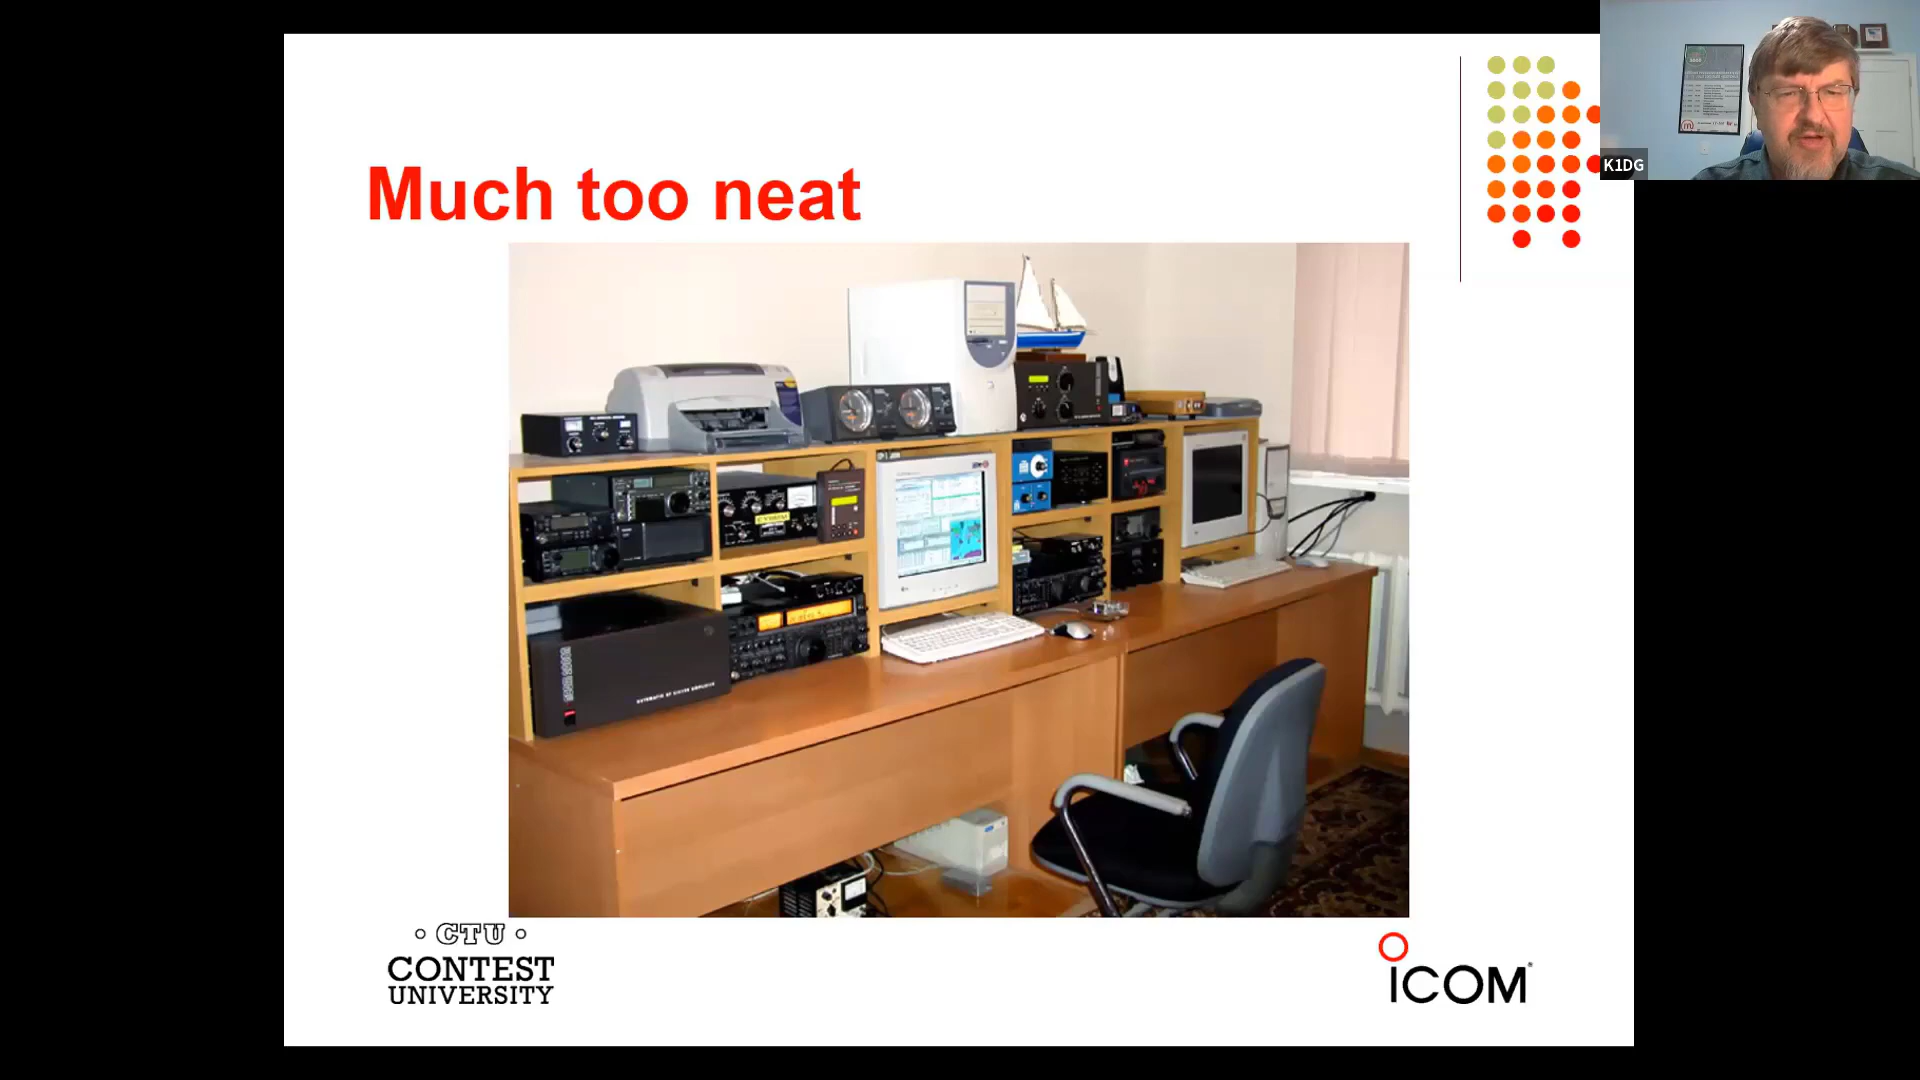 Much too neat
K1DG
CTU
CONTEST
UNIVERSITY
ICOM